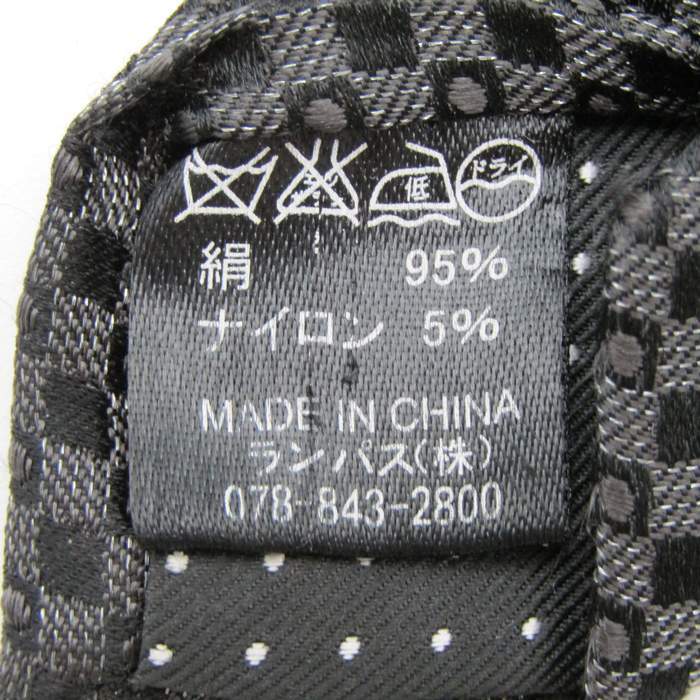 低 ドライ
絹 95%
ナイロン 5%
MADE IN CHINA
ランパス(株)
078-843-2800